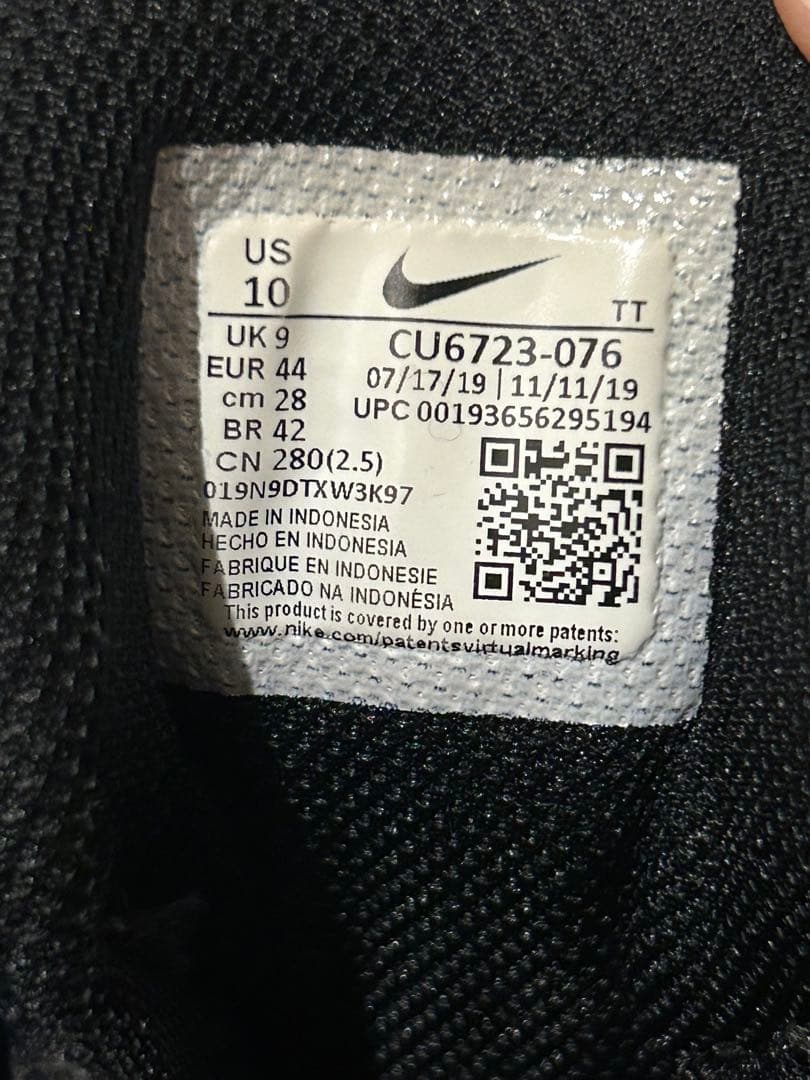 US
10
TT
UK 9
CU6723-076
EUR 44
07/17/19 | 11/11/19
cm 28
UPC 00193656295194
BR 42
CN 280(2.5)
019N9DTXW3K97
MADE IN INDONESIA
HECHO EN INDONESIA
FABRIQUE EN INDONESIE
FABRICADO NA INDONÉSIA
This product is covered by one or more patents:
www.nike.com/patentsvirtualmarking